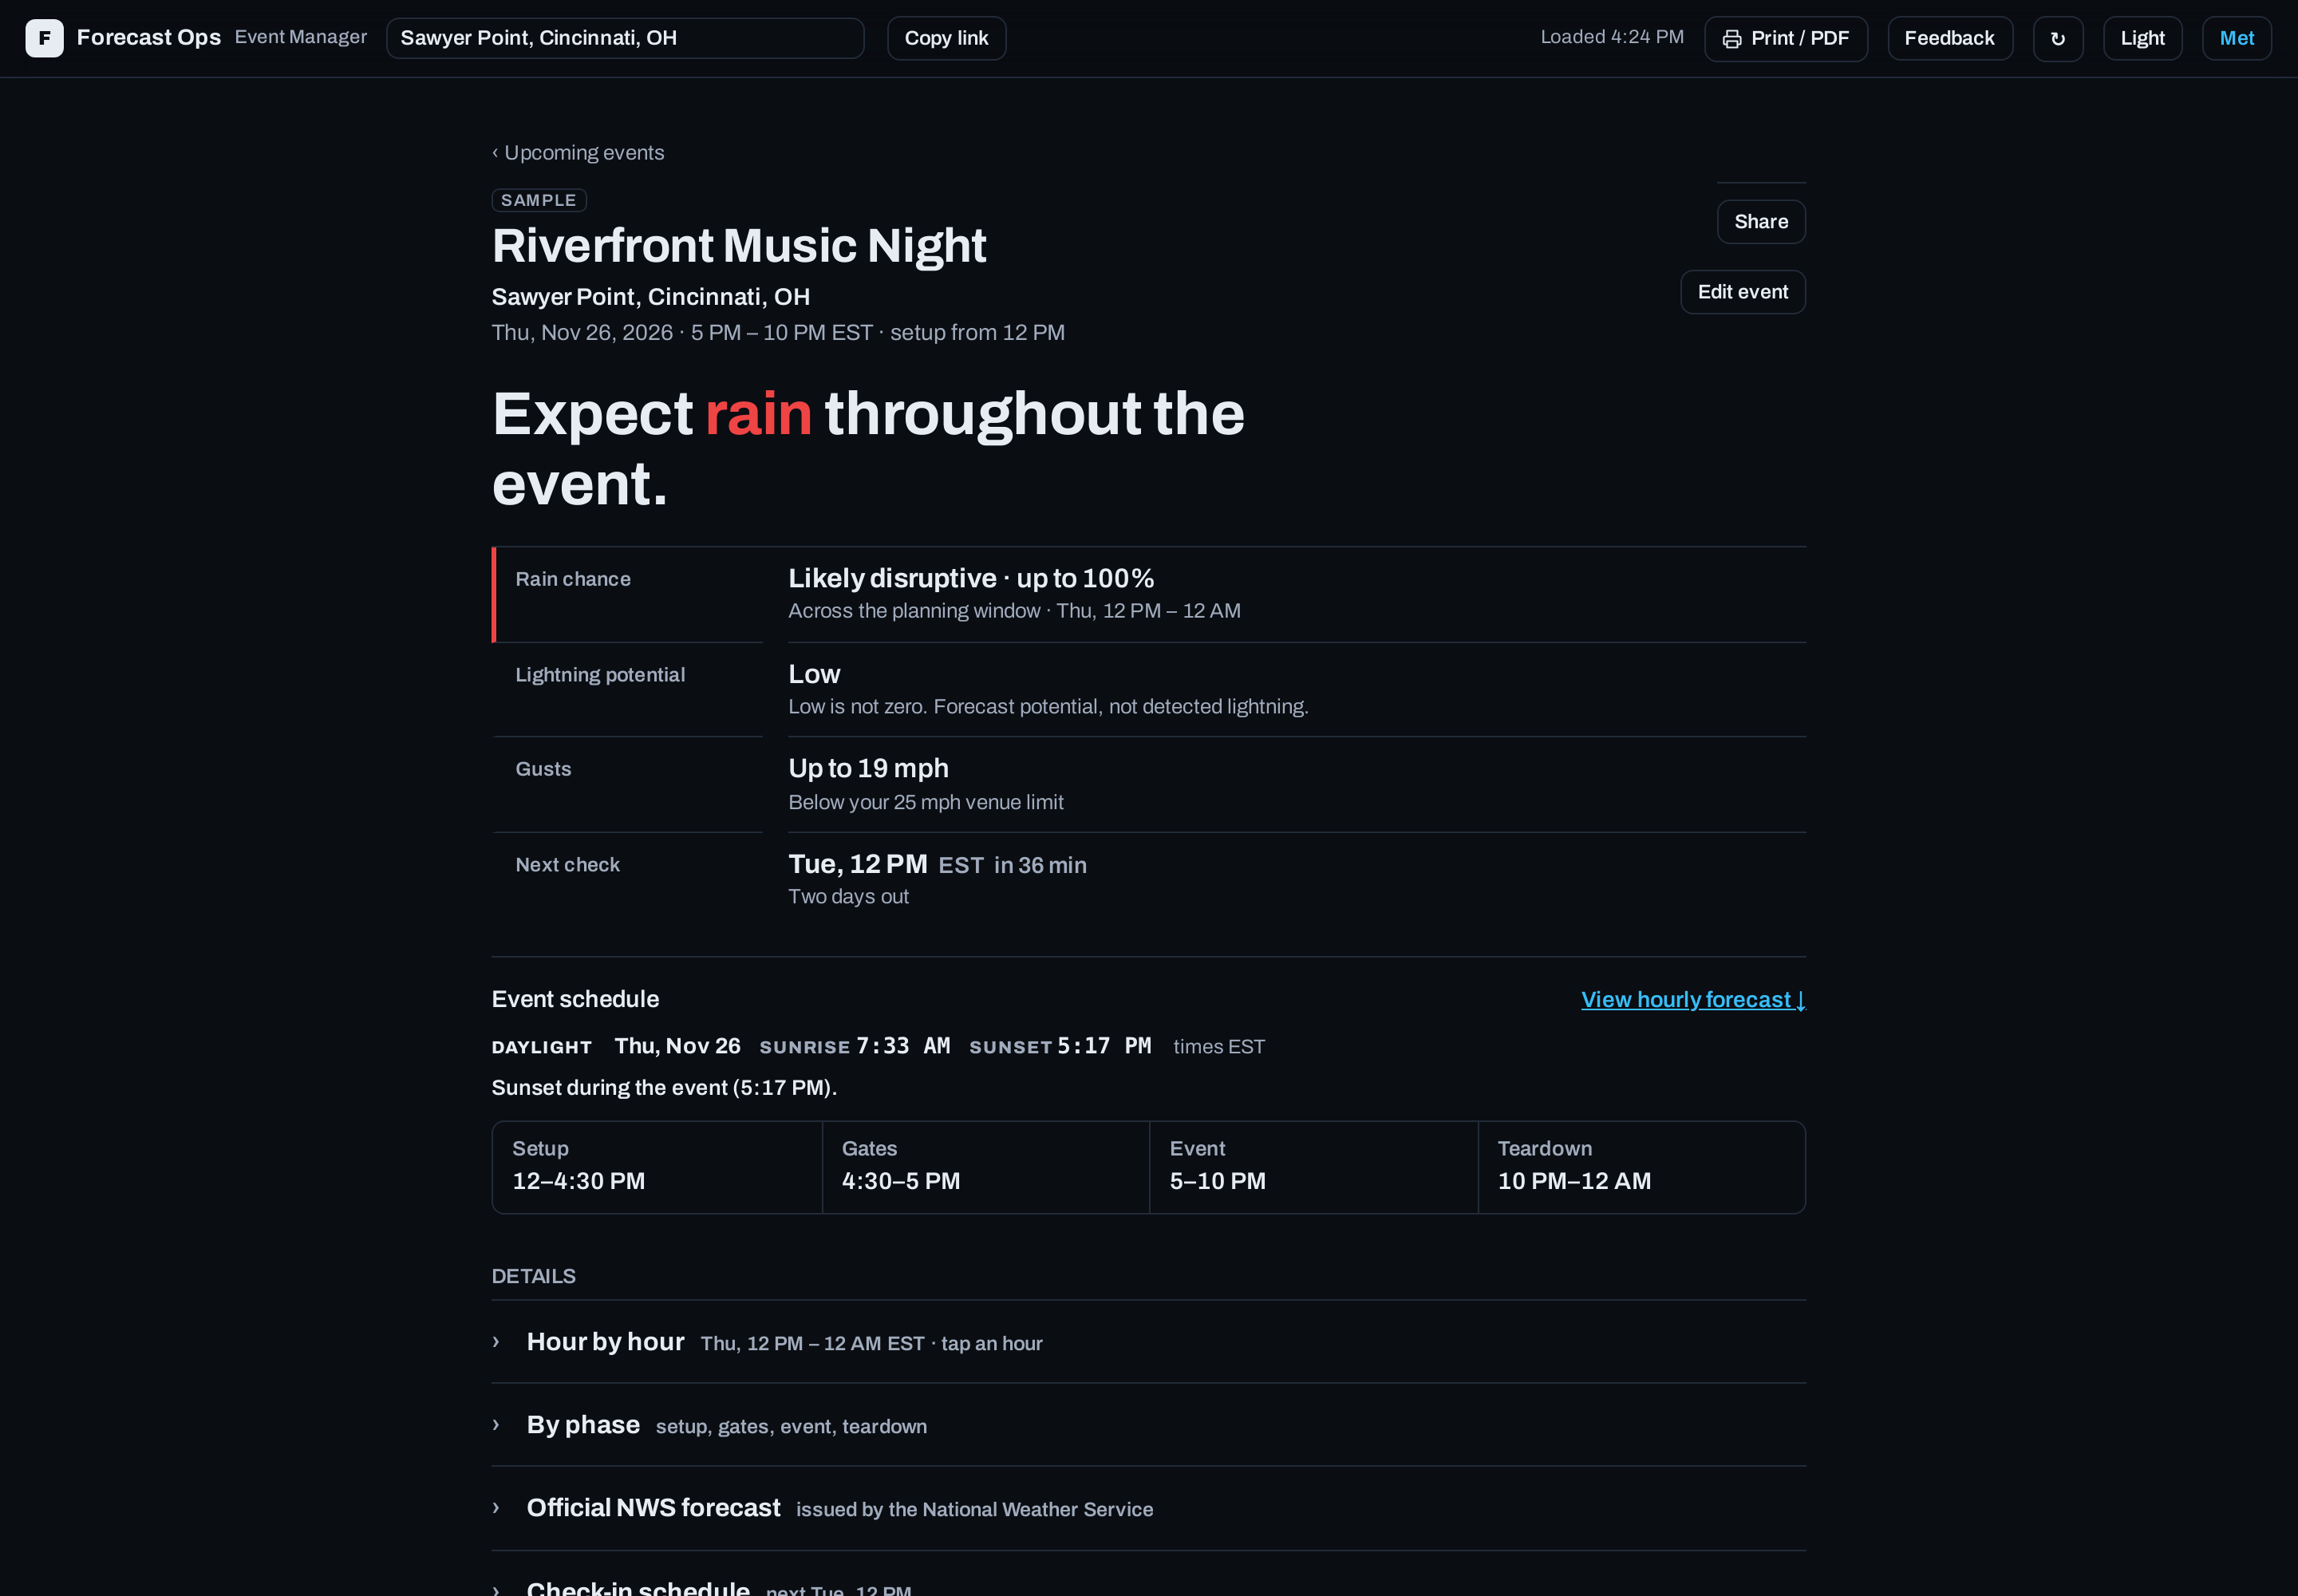 F Forecast Ops Event Manager Sawyer Point, Cincinnati, OH Copy link Loaded 4:24 PM Print / PDF Feedback ↻ Light Met
‹ Upcoming events
SAMPLE
Share
Riverfront Music Night
Edit event
Sawyer Point, Cincinnati, OH
Thu, Nov 26, 2026 · 5 PM – 10 PM EST · setup from 12 PM
Expect rain throughout the
event.
Rain chance Likely disruptive · up to 100%
Across the planning window · Thu, 12 PM – 12 AM
Lightning potential Low
Low is not zero. Forecast potential, not detected lightning.
Gusts Up to 19 mph
Below your 25 mph venue limit
Next check Tue, 12 PM EST in 36 min
Two days out
Event schedule View hourly forecast ↓
DAYLIGHT Thu, Nov 26 SUNRISE 7:33 AM SUNSET 5:17 PM times EST
Sunset during the event (5:17 PM).
Setup Gates Event Teardown
12–4:30 PM 4:30–5 PM 5–10 PM 10 PM–12 AM
DETAILS
› Hour by hour Thu, 12 PM – 12 AM EST · tap an hour
› By phase setup, gates, event, teardown
› Official NWS forecast issued by the National Weather Service
› Check-in schedule next Tue, 12 PM